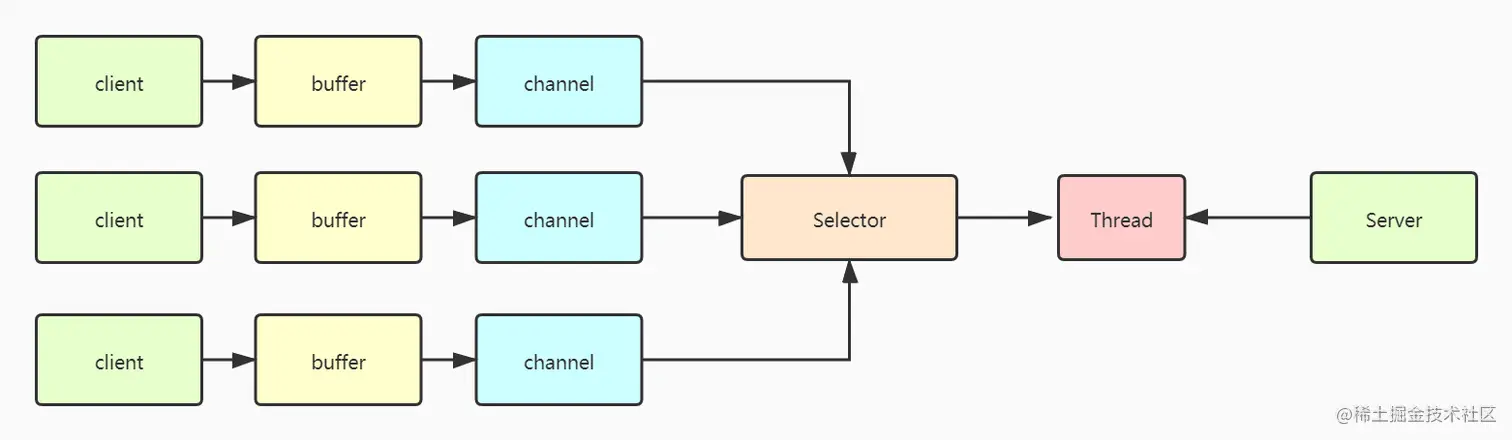 client
buffer
channel
client
buffer
channel
Selector
Thread
Server
client
buffer
channel
@稀土掘金技术社区